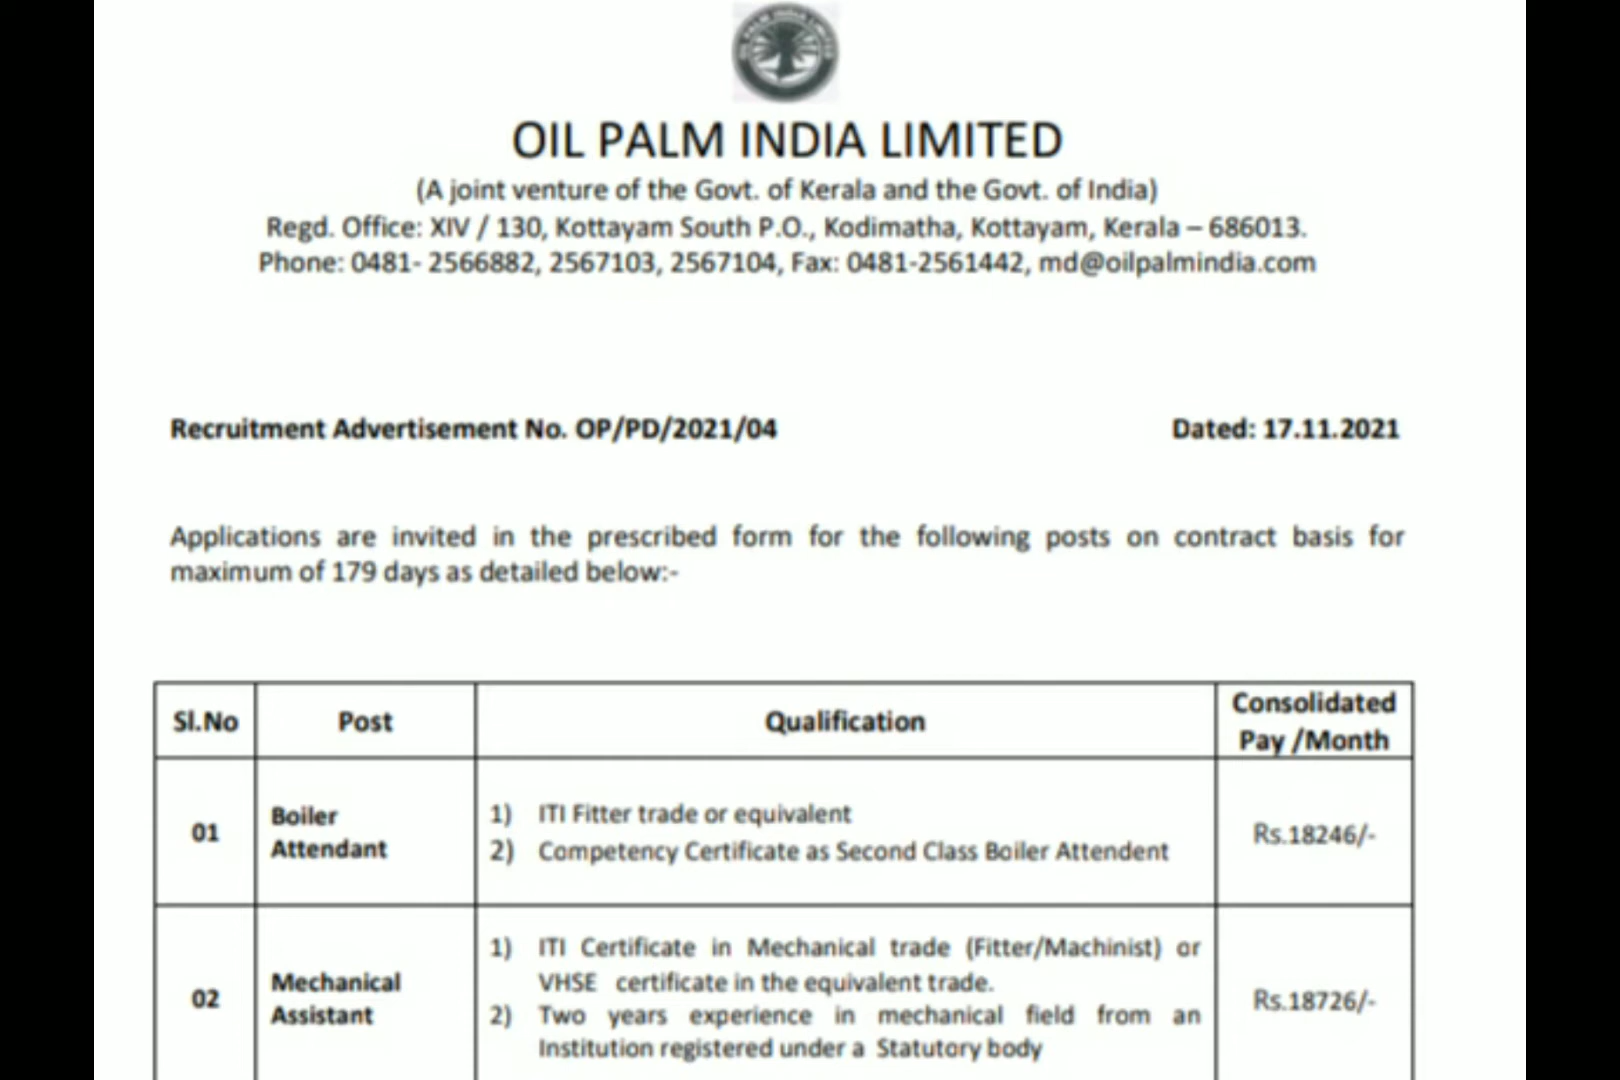 OIL PALM INDIA LIMITED
OIL PALM INDIA LIMITED
(A joint venture of the Govt. of Kerala and the Govt. of India)
Regd. Office: XIV / 130, Kottayam South P.O., Kodimatha, Kottayam, Kerala – 686013.
Phone: 0481- 2566882, 2567103, 2567104, Fax: 0481-2561442, md@oilpalmindia.com
Recruitment Advertisement No. OP/PD/2021/04 Dated: 17.11.2021
Applications are invited in the prescribed form for the following posts on contract basis for
maximum of 179 days as detailed below:-
Sl.No Post Qualification Consolidated
Pay /Month
01 Boiler
Attendant
1) ITI Fitter trade or equivalent
2) Competency Certificate as Second Class Boiler Attendent
Rs.18246/-
02 Mechanical
Assistant
1) ITI Certificate in Mechanical trade (Fitter/Machinist) or
VHSE certificate in the equivalent trade.
2) Two years experience in mechanical field from an
Institution registered under a Statutory body
Rs.18726/-